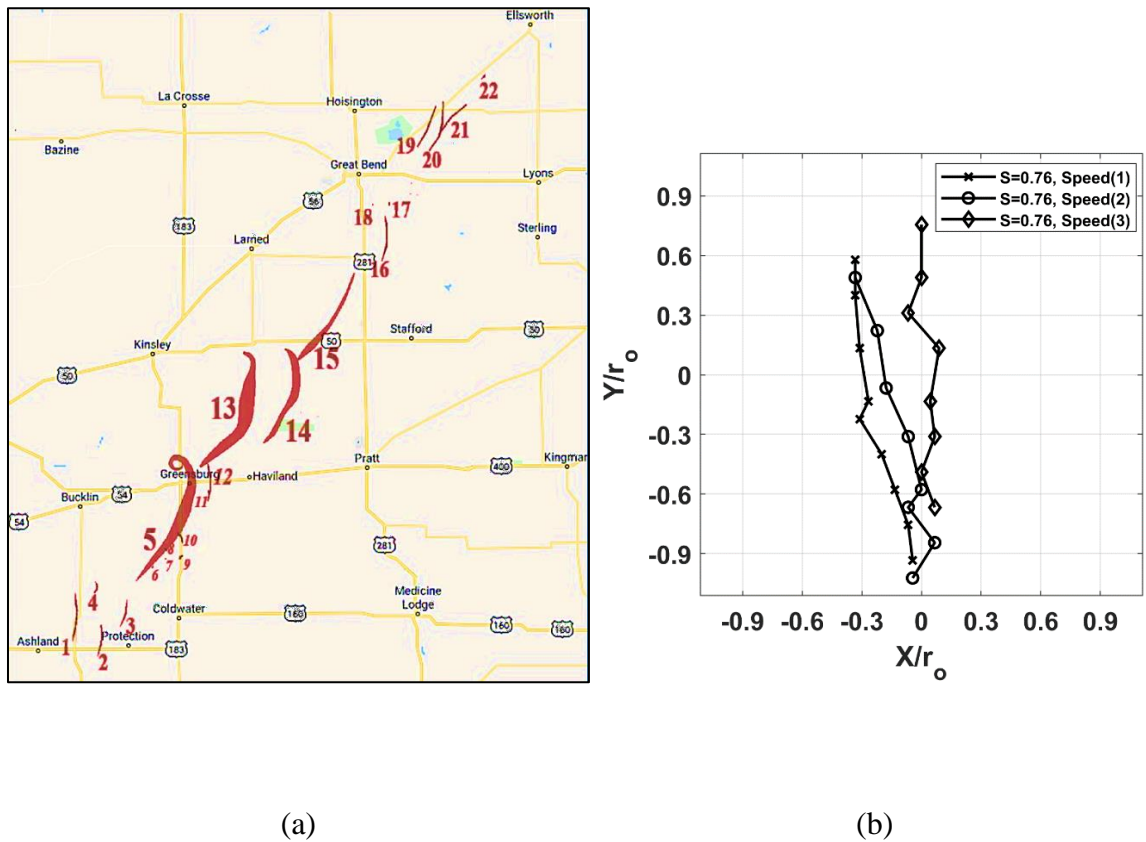 Ellsworth
22
La Crosse
Hoisington
19
21
20
Bazine
Great Bend
Lyons
56
18
17
183
Sterling
Larned
281
16
Stafford
50
50
Kinsley
15
50
13
14
Greensburg
12
Haviland
Pratt
400
Kingman
54
11
Bucklin
54
5
10
8
281
7
9
6
4
Coldwater
Medicine
Lodge
160
3
160
160
Ashland
1
Protection
2
183
S=0.76, Speed(1)
S=0.76, Speed(2)
S=0.76, Speed(3)
0.9
0.6
0.3
0
-0.3
-0.6
-0.9
Y/ro
-0.9 -0.6 -0.3 0 0.3 0.6 0.9
X/ro
(a) (b)